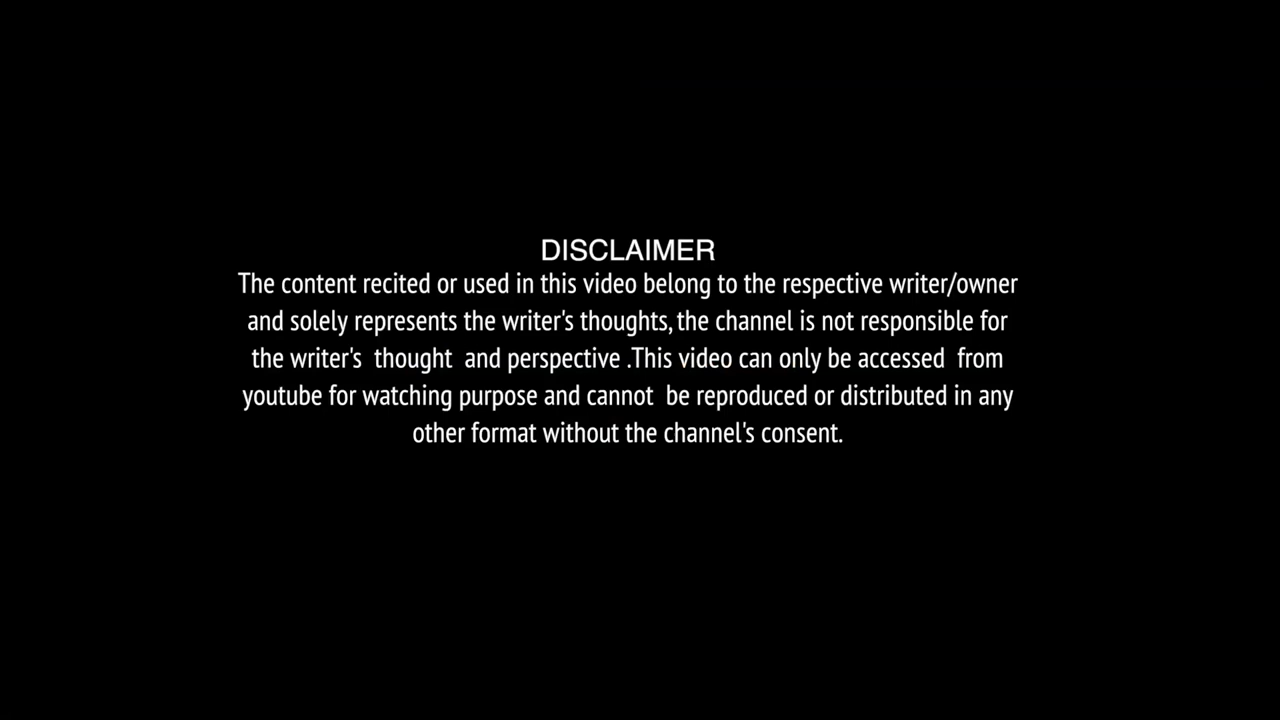 DISCLAIMER
The content recited or used in this video belong to the respective writer/owner
and solely represents the writer's thoughts, the channel is not responsible for
the writer's  thought  and perspective .This video can only be accessed  from
youtube for watching purpose and cannot  be reproduced or distributed in any
other format without the channel's consent.